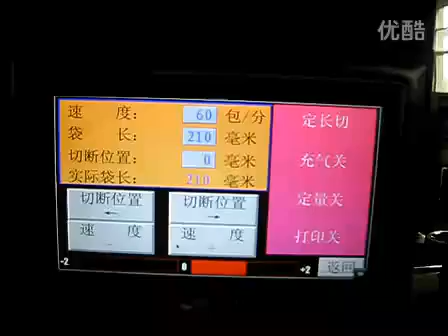 优酷
速 度: 60 包/分
袋 长: 210 毫米
切断位置: 0 毫米
实际袋长: 210 毫米
定长切
充气关
定量关
打印关
切断位置 ← 切断位置 →
速 度 - 速 度 +
-2 0 +2 返回